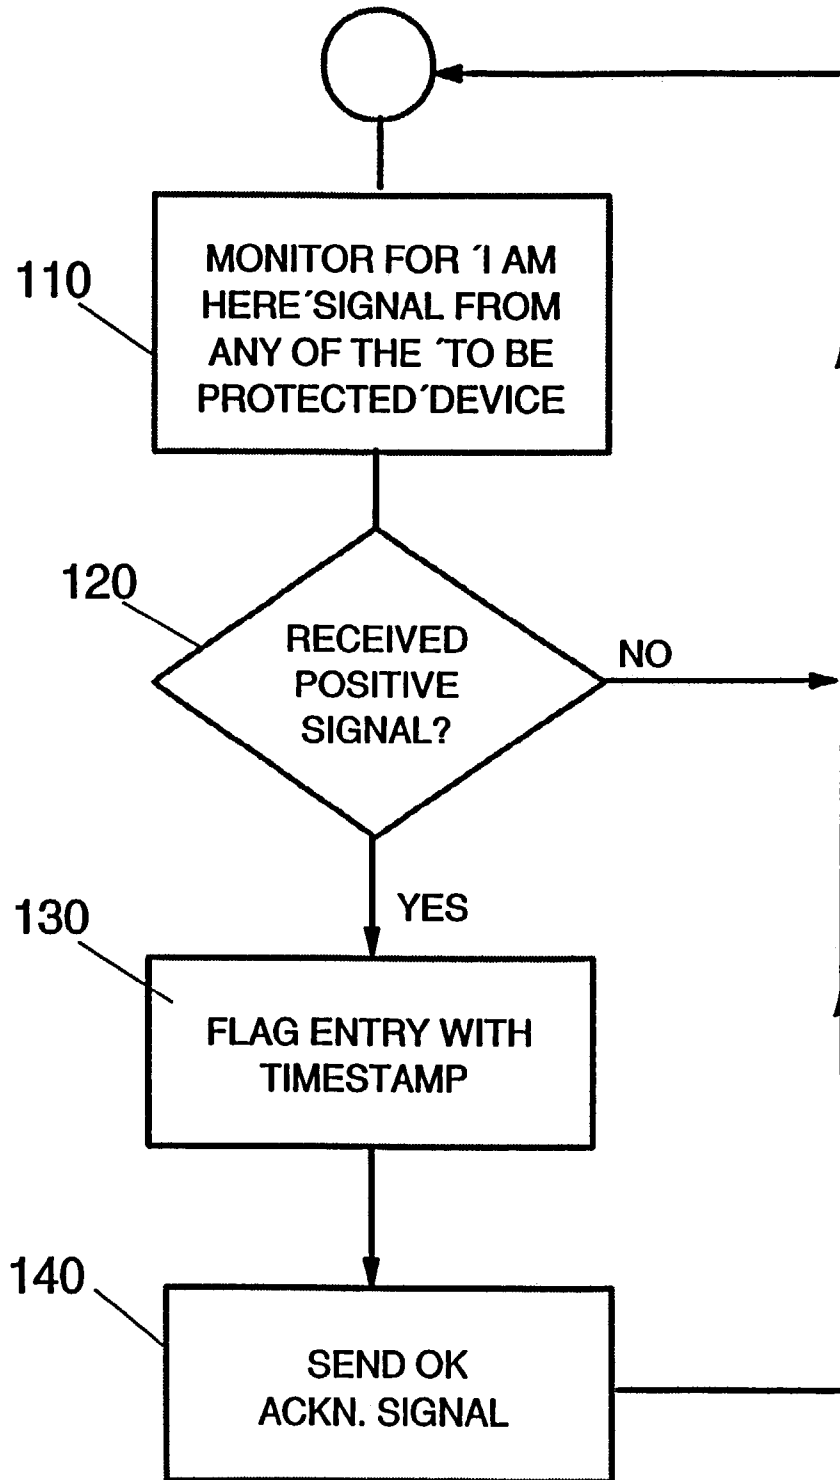 110
MONITOR FOR ´I AM
HERE´SIGNAL FROM
ANY OF THE ´TO BE
PROTECTED´DEVICE
120
RECEIVED
POSITIVE
SIGNAL?
NO
YES
130
FLAG ENTRY WITH
TIMESTAMP
140
SEND OK
ACKN. SIGNAL